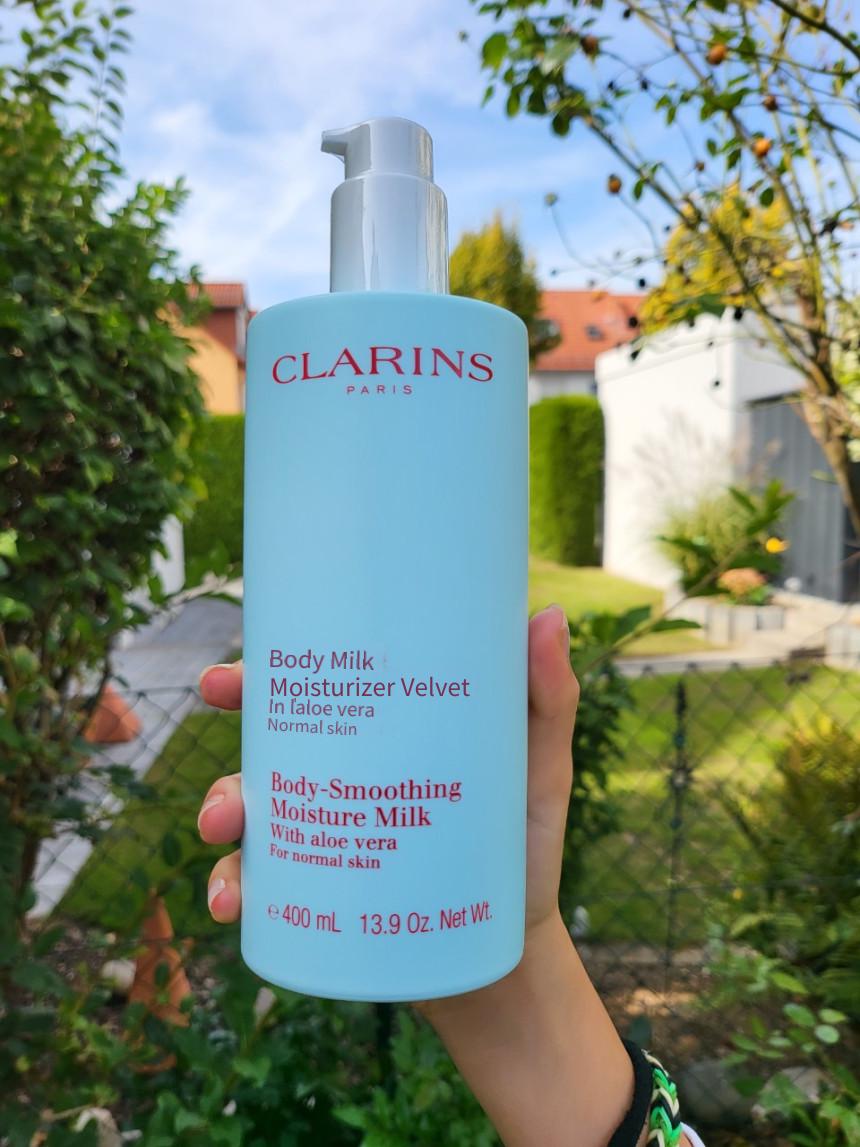 CLARINS
PARIS
Body Milk
Moisturizer Velvet
In l'aloe vera
Normal skin
Body-Smoothing
Moisture Milk
With aloe vera
For normal skin
℮ 400 mL 13.9 Oz. Net Wt.